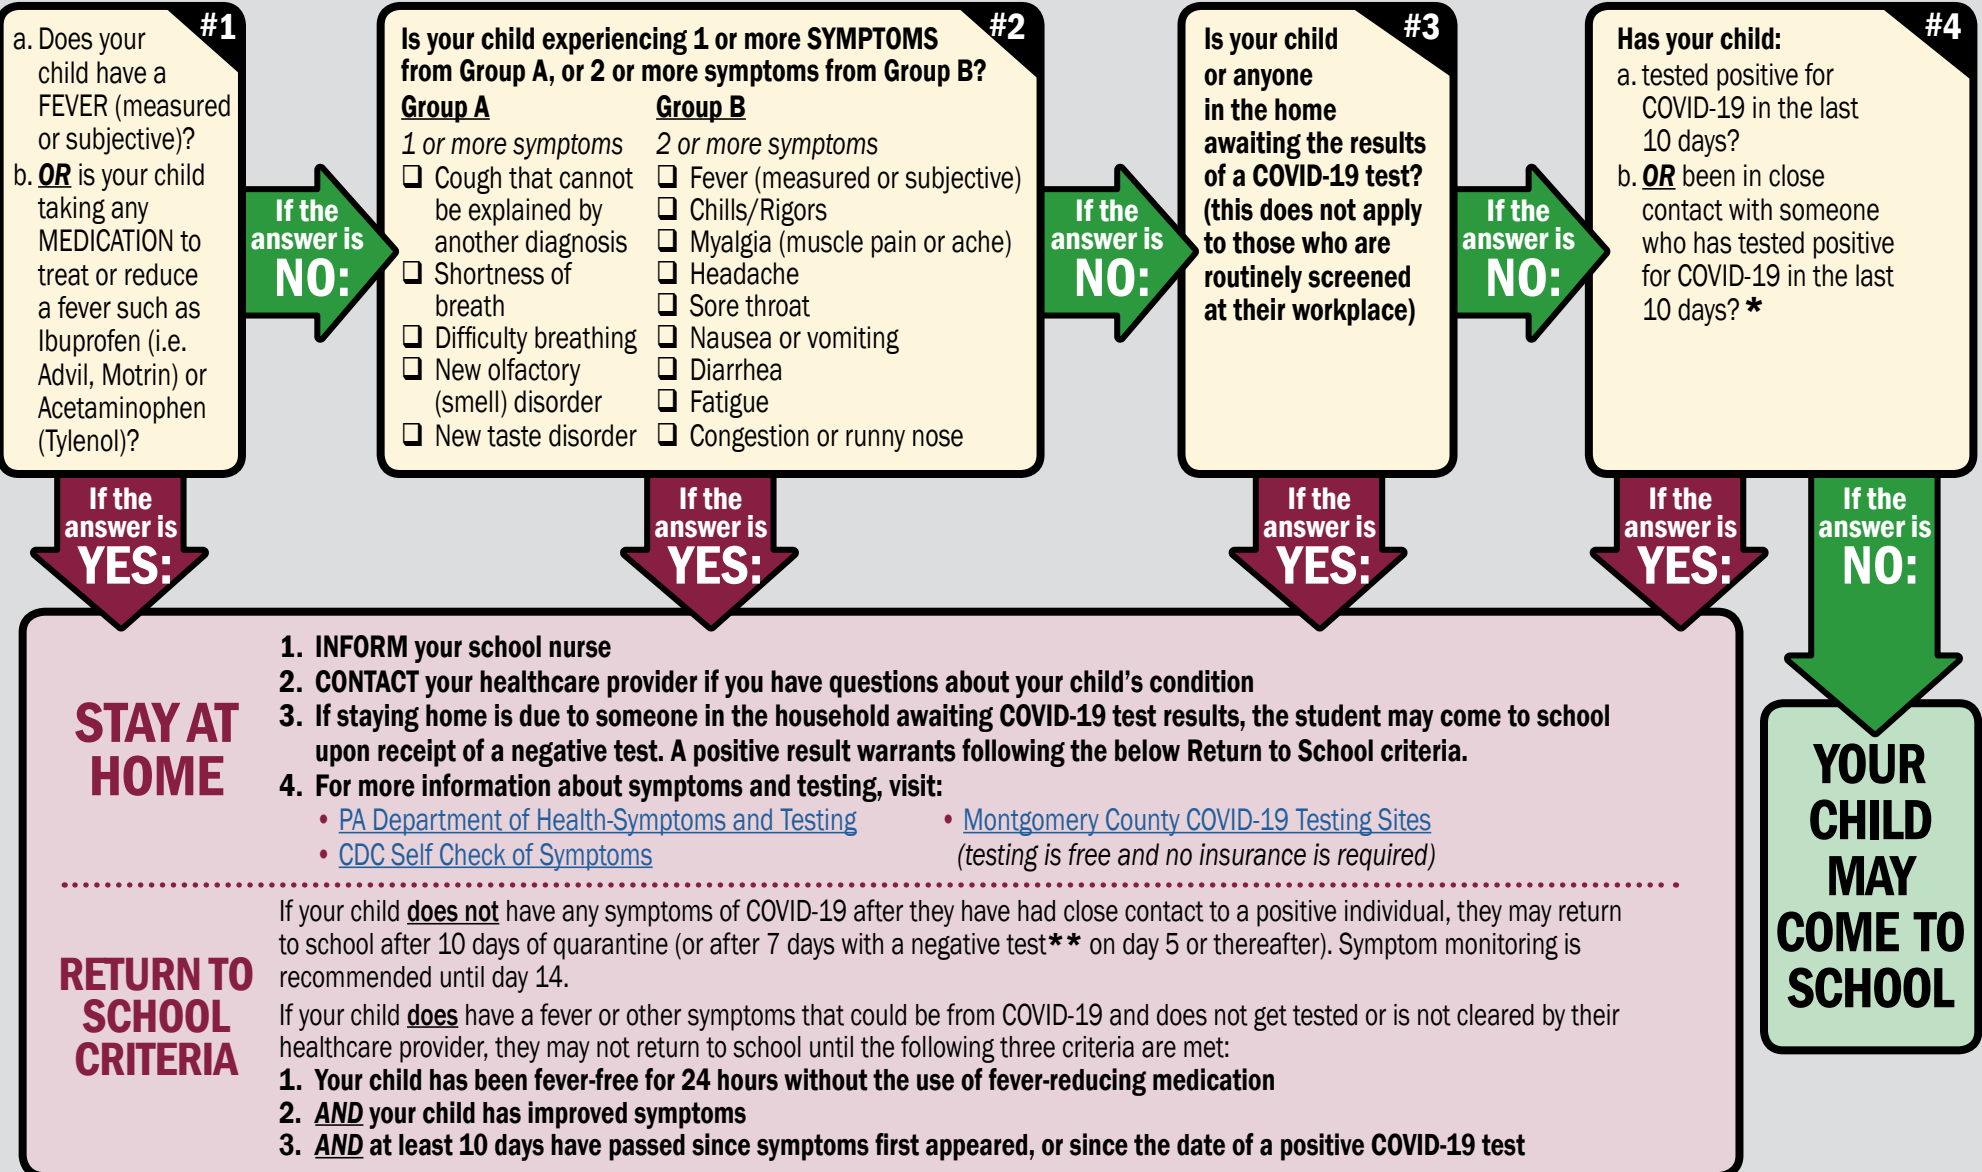 #1
a. Does your
child have a
FEVER (measured
or subjective)?
b. OR is your child
taking any
MEDICATION to
treat or reduce
a fever such as
Ibuprofen (i.e.
Advil, Motrin) or
Acetaminophen
(Tylenol)?
If the
answer is
NO:
#2
Is your child experiencing 1 or more SYMPTOMS
from Group A, or 2 or more symptoms from Group B?
Group A
1 or more symptoms
❑ Cough that cannot
be explained by
another diagnosis
❑ Shortness of
breath
❑ Difficulty breathing
❑ New olfactory
(smell) disorder
❑ New taste disorder
Group B
2 or more symptoms
❑ Fever (measured or subjective)
❑ Chills/Rigors
❑ Myalgia (muscle pain or ache)
❑ Headache
❑ Sore throat
❑ Nausea or vomiting
❑ Diarrhea
❑ Fatigue
❑ Congestion or runny nose
If the
answer is
NO:
#3
Is your child
or anyone
in the home
awaiting the results
of a COVID-19 test?
(this does not apply
to those who are
routinely screened
at their workplace)
If the
answer is
NO:
#4
Has your child:
a. tested positive for
COVID-19 in the last
10 days?
b. OR been in close
contact with someone
who has tested positive
for COVID-19 in the last
10 days? *
If the
answer is
YES:
If the
answer is
YES:
If the
answer is
YES:
If the
answer is
YES:
If the
answer is
NO:
STAY AT
HOME
1. INFORM your school nurse
2. CONTACT your healthcare provider if you have questions about your child's condition
3. If staying home is due to someone in the household awaiting COVID-19 test results, the student may come to school
upon receipt of a negative test. A positive result warrants following the below Return to School criteria.
4. For more information about symptoms and testing, visit:
• PA Department of Health-Symptoms and Testing
• CDC Self Check of Symptoms
• Montgomery County COVID-19 Testing Sites
(testing is free and no insurance is required)
RETURN TO
SCHOOL
CRITERIA
If your child does not have any symptoms of COVID-19 after they have had close contact to a positive individual, they may return
to school after 10 days of quarantine (or after 7 days with a negative test** on day 5 or thereafter). Symptom monitoring is
recommended until day 14.
If your child does have a fever or other symptoms that could be from COVID-19 and does not get tested or is not cleared by their
healthcare provider, they may not return to school until the following three criteria are met:
1. Your child has been fever-free for 24 hours without the use of fever-reducing medication
2. AND your child has improved symptoms
3. AND at least 10 days have passed since symptoms first appeared, or since the date of a positive COVID-19 test
YOUR
CHILD
MAY
COME TO
SCHOOL